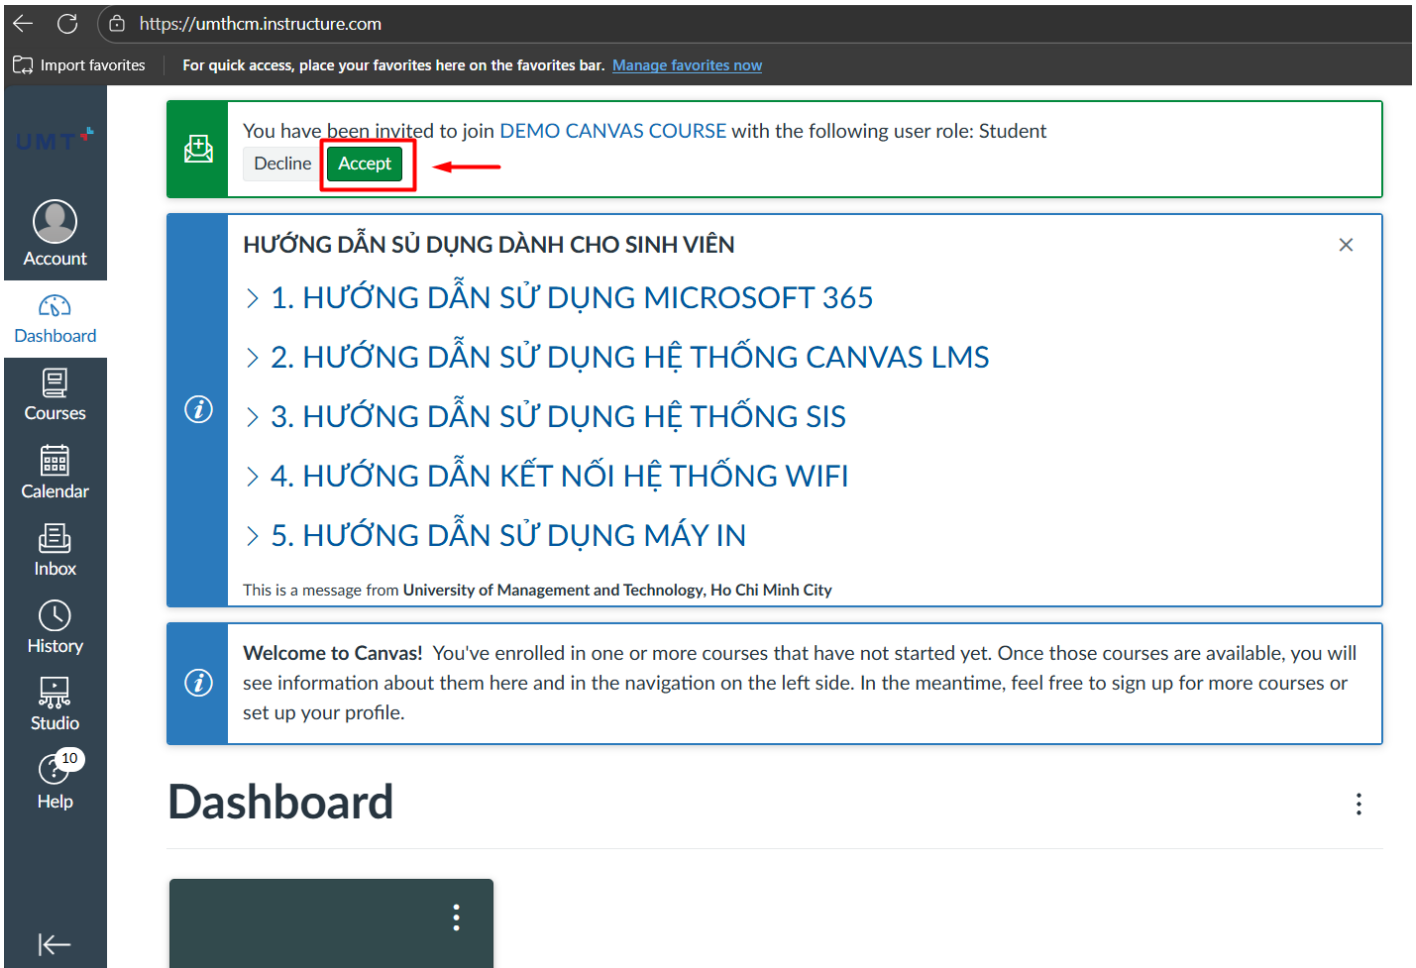 https://umthcm.instructure.com
Import favorites
For quick access, place your favorites here on the favorites bar. Manage favorites now
UMT
Account
Dashboard
Courses
Calendar
Inbox
History
Studio
10
Help
You have been invited to join DEMO CANVAS COURSE with the following user role: Student
Decline
Accept
HƯỚNG DẪN SỦ DỤNG DÀNH CHO SINH VIÊN
1. HƯỚNG DẪN SỬ DỤNG MICROSOFT 365
2. HƯỚNG DẪN SỬ DỤNG HỆ THỐNG CANVAS LMS
3. HƯỚNG DẪN SỬ DỤNG HỆ THỐNG SIS
4. HƯỚNG DẪN KẾT NỐI HỆ THỐNG WIFI
5. HƯỚNG DẪN SỬ DỤNG MÁY IN
This is a message from University of Management and Technology, Ho Chi Minh City
Welcome to Canvas! You've enrolled in one or more courses that have not started yet. Once those courses are available, you will
see information about them here and in the navigation on the left side. In the meantime, feel free to sign up for more courses or
set up your profile.
Dashboard